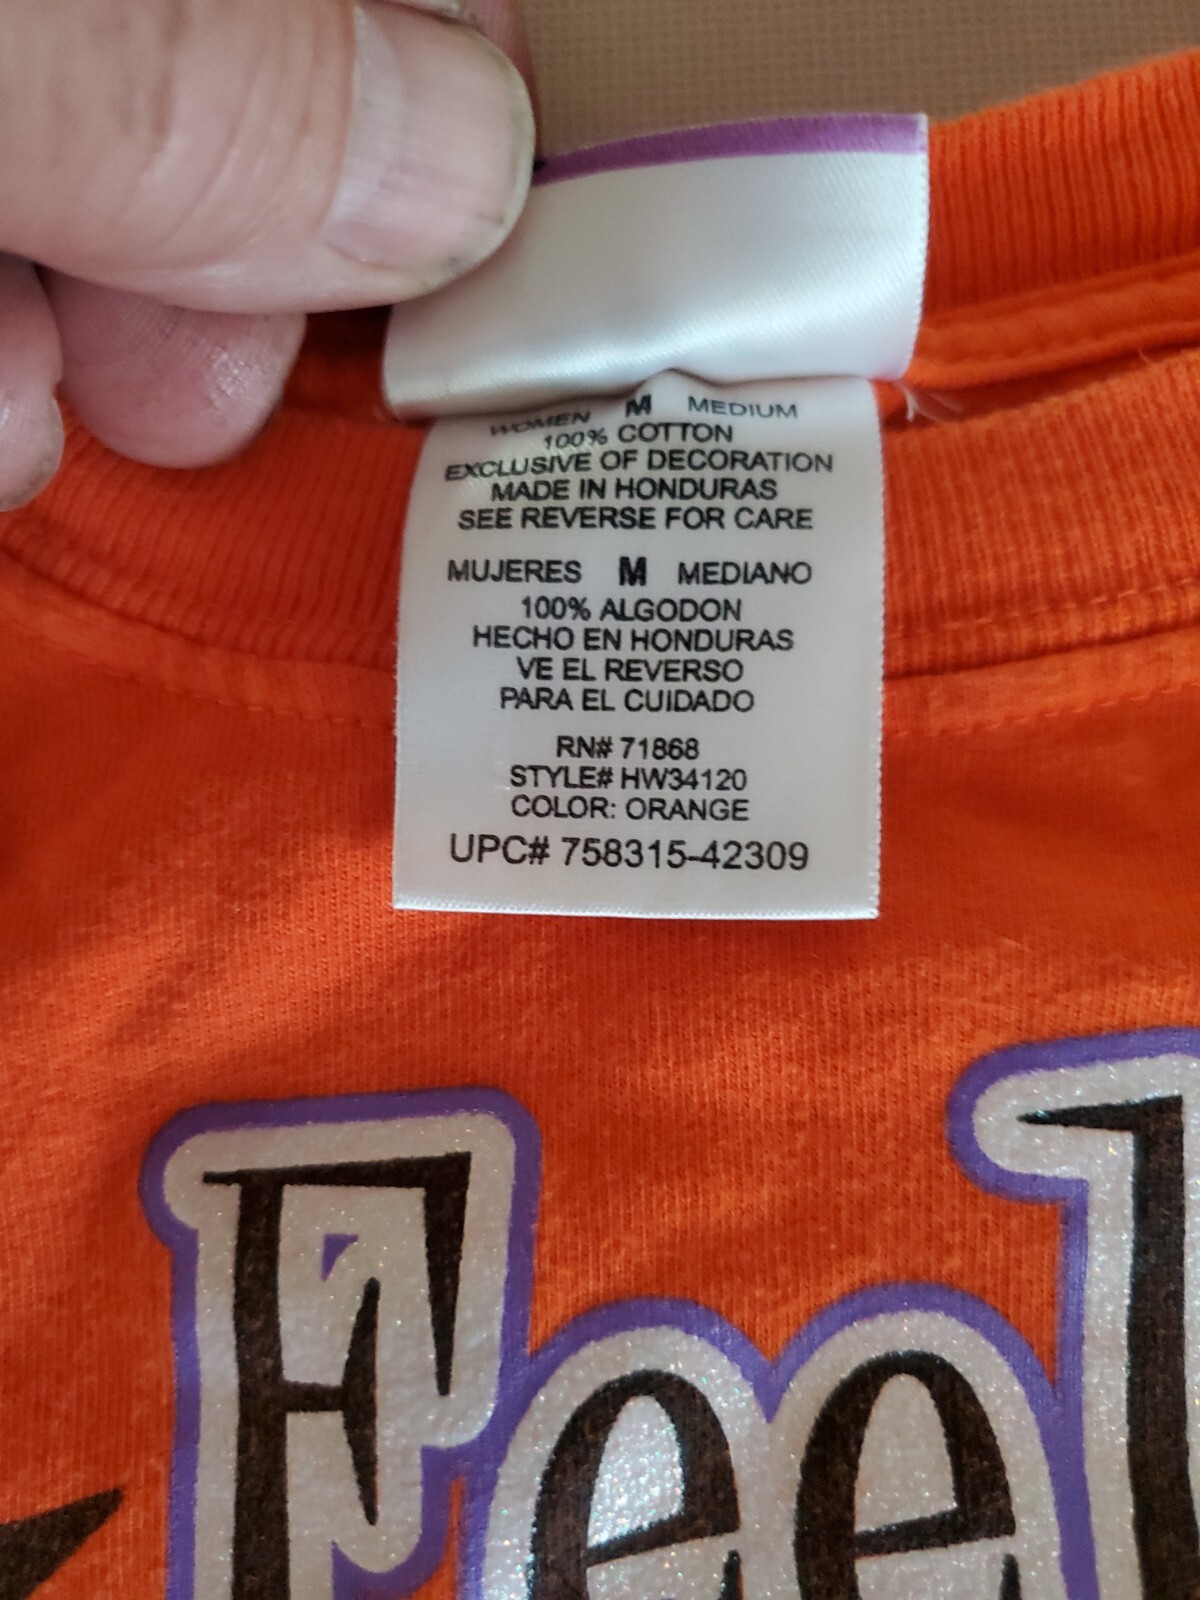 WOMEN M MEDIUM
100% COTTON
EXCLUSIVE OF DECORATION
MADE IN HONDURAS
SEE REVERSE FOR CARE
MUJERES M MEDIANO
100% ALGODON
HECHO EN HONDURAS
VE EL REVERSO
PARA EL CUIDADO
RN# 71868
STYLE# HW34120
COLOR: ORANGE
UPC# 758315-42309
Feel